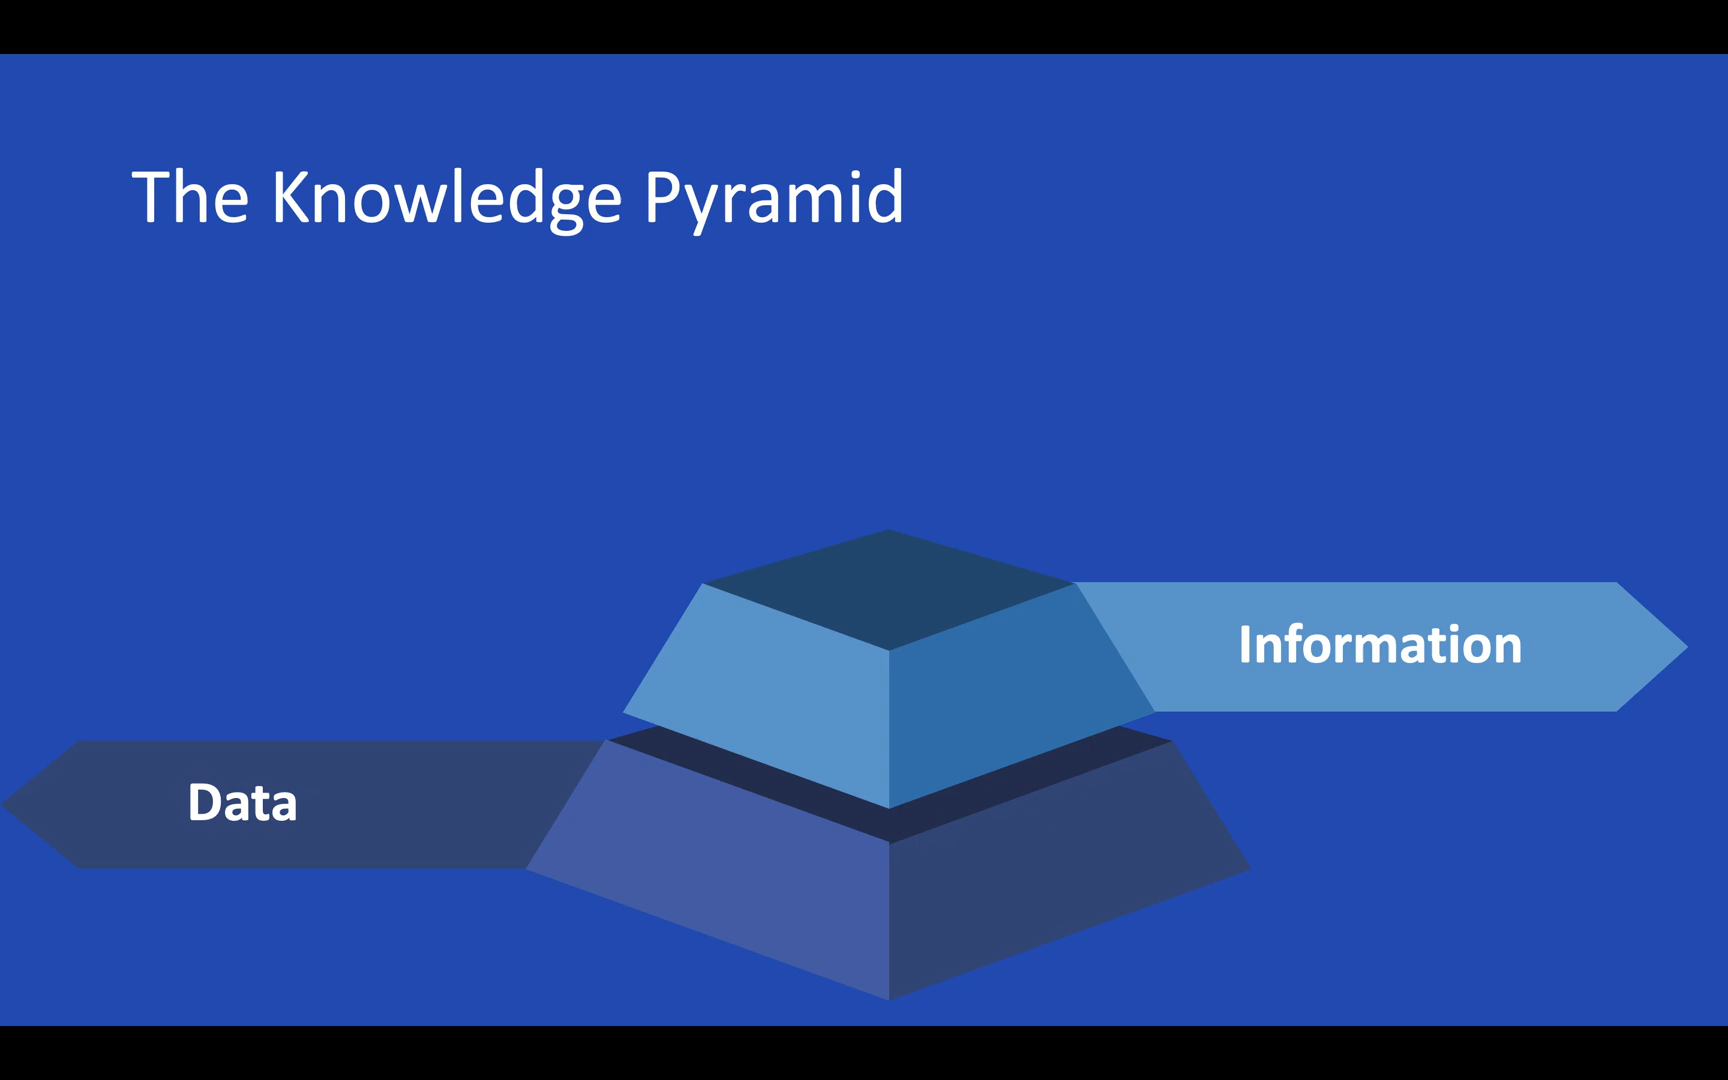 The Knowledge Pyramid
Information
Data